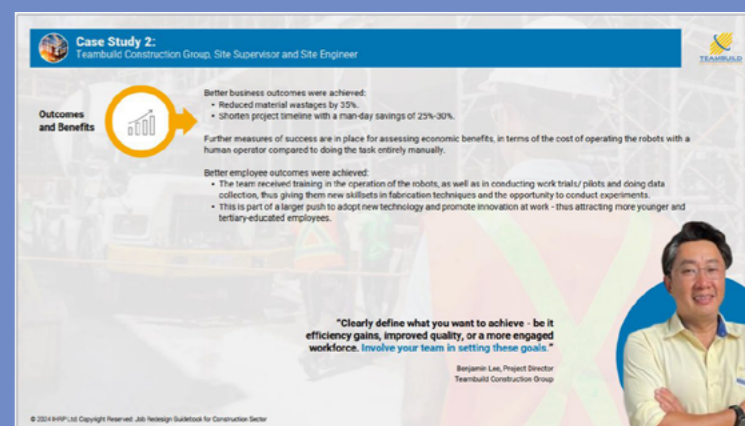 Case Study 2:
Teambuild Construction Group, Site Supervisor and Site Engineer
TEAMBUILD
Outcomes
and Benefits
Better business outcomes were achieved:
• Reduced material wastages by 35%.
• Shorten project timeline with a man-day savings of 25%-30%.
Further measures of success are in place for assessing economic benefits, in terms of the cost of operating the robots with a
human operator compared to doing the task entirely manually.
Better employee outcomes were achieved:
• The team received training in the operation of the robots, as well as in conducting work trials/ pilots and doing data
collection, thus giving them new skillsets in fabrication techniques and the opportunity to conduct experiments.
• This is part of a larger push to adopt new technology and promote innovation at work - thus attracting more younger and
tertiary-educated employees.
"Clearly define what you want to achieve - be it
efficiency gains, improved quality, or a more engaged
workforce. Involve your team in setting these goals."
Benjamin Lee, Project Director
Teambuild Construction Group
© 2024 IHRP Ltd. Copyright Reserved. Job Redesign Guidebook for Construction Sector